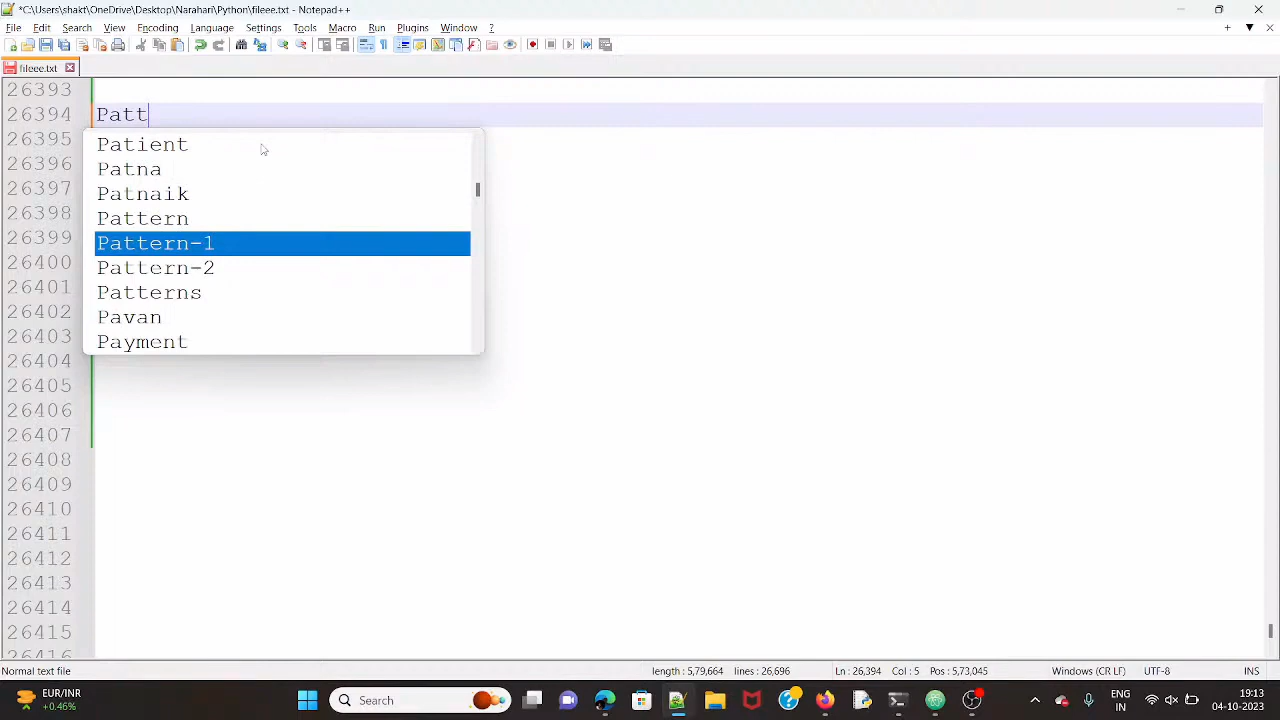 *C:\Users\shakt\OneDrive\Desktop\Narahari\Python\fileee.txt - Notepad++
File Edit Search View Encoding Language Settings Tools Macro Run Plugins Window ?
fileee.txt
26393
26394 Patt
26395 Patient
26396 Patna
26397 Patnaik
26398 Pattern
26399 Pattern-1
26400 Pattern-2
26401 Patterns
26402 Pavan
26403 Payment
26404
26405
26406
26407
26408
26409
26410
26411
26412
26413
26414
26415
26416
Normal text file length : 5,79,664 lines : 26,696 Ln : 26,394 Col : 5 Pos : 5,73,045 Windows (CR LF) UTF-8 INS
EUR/INR
+0.46%
Search
ENG
IN
19:13
04-10-2023